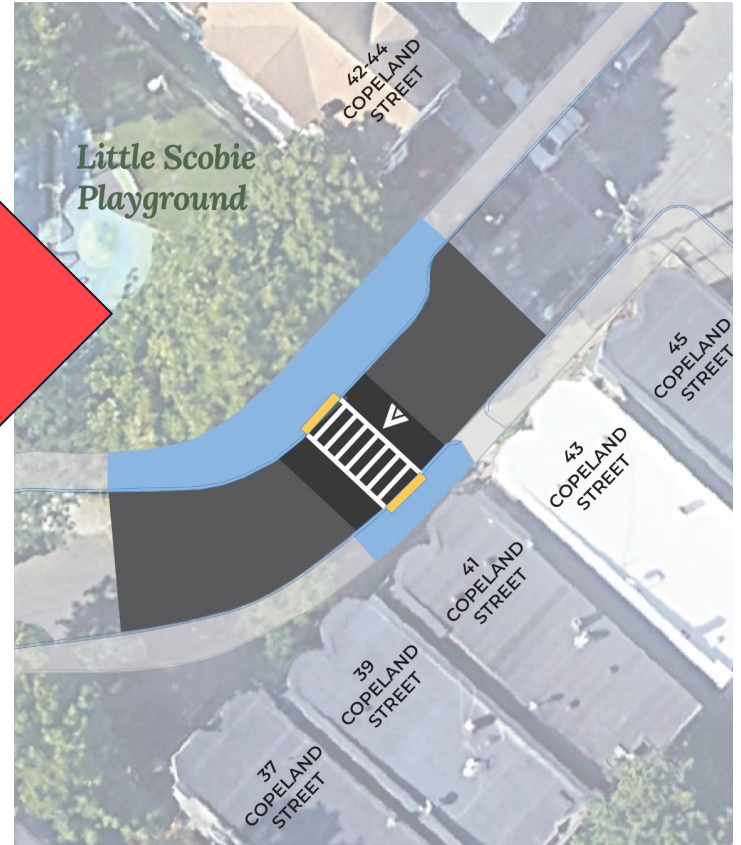 42-44
COPELAND
STREET
Little Scobie
Playground
45
COPELAND
STREET
43
COPELAND
STREET
41
COPELAND
STREET
39
COPELAND
STREET
37
COPELAND
STREET